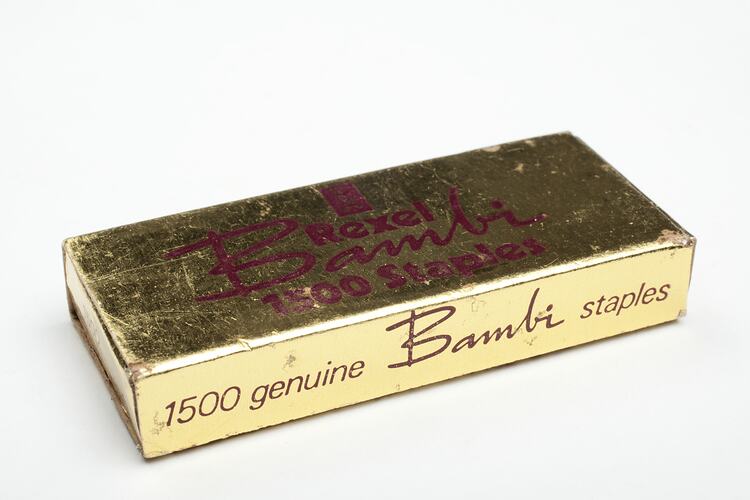 Rexel
Bambi
1500 Staples
1500 genuine Bambi staples